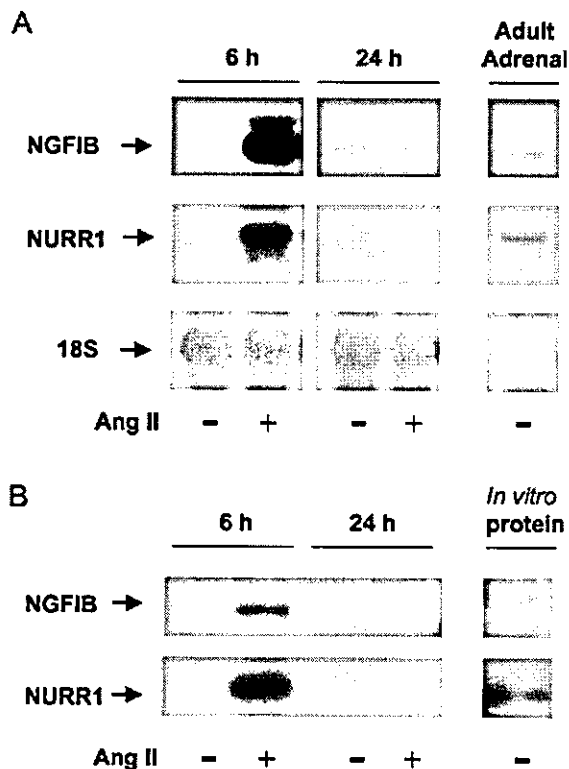 A
Adult
Adrenal
6 h 24 h
NGFIB →
NURR1 →
18S →
Ang II - + - + -
B
In vitro
protein
6 h 24 h
NGFIB →
NURR1 →
Ang II - + - + -